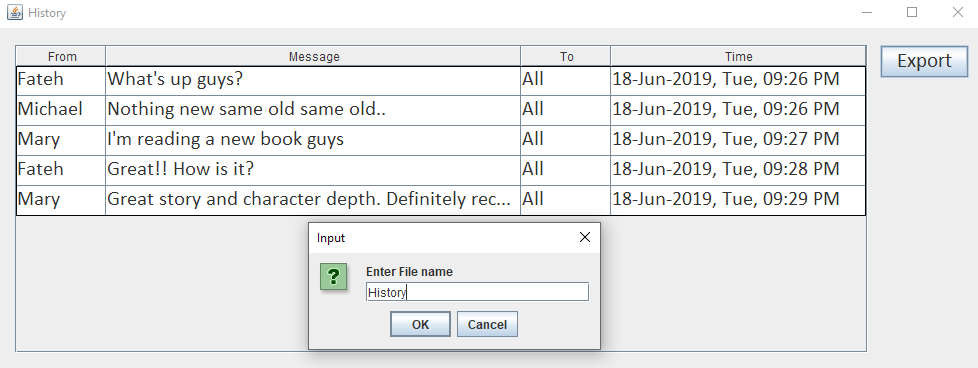 History
From Message To Time
Export
Fateh What's up guys? All 18-Jun-2019, Tue, 09:26 PM
Michael Nothing new same old same old.. All 18-Jun-2019, Tue, 09:26 PM
Mary I'm reading a new book guys All 18-Jun-2019, Tue, 09:27 PM
Fateh Great!! How is it? All 18-Jun-2019, Tue, 09:28 PM
Mary Great story and character depth. Definitely rec... All 18-Jun-2019, Tue, 09:29 PM
Input
?
Enter File name
History
OK Cancel